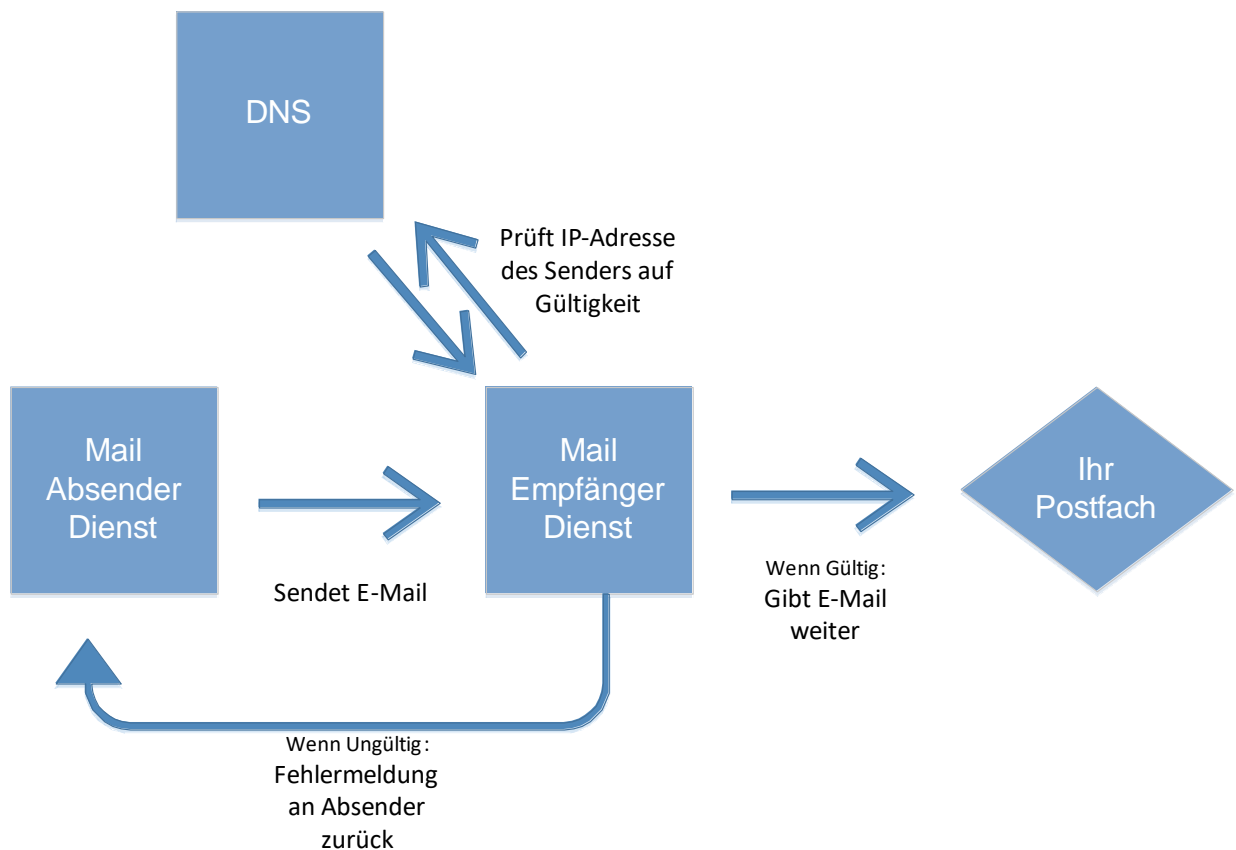 DNS
Prüft IP-Adresse
des Senders auf
Gültigkeit
Mail
Absender
Dienst
Sendet E-Mail
Mail
Empfänger
Dienst
Wenn Gültig:
Gibt E-Mail
weiter
Ihr
Postfach
Wenn Ungültig:
Fehlermeldung
an Absender
zurück